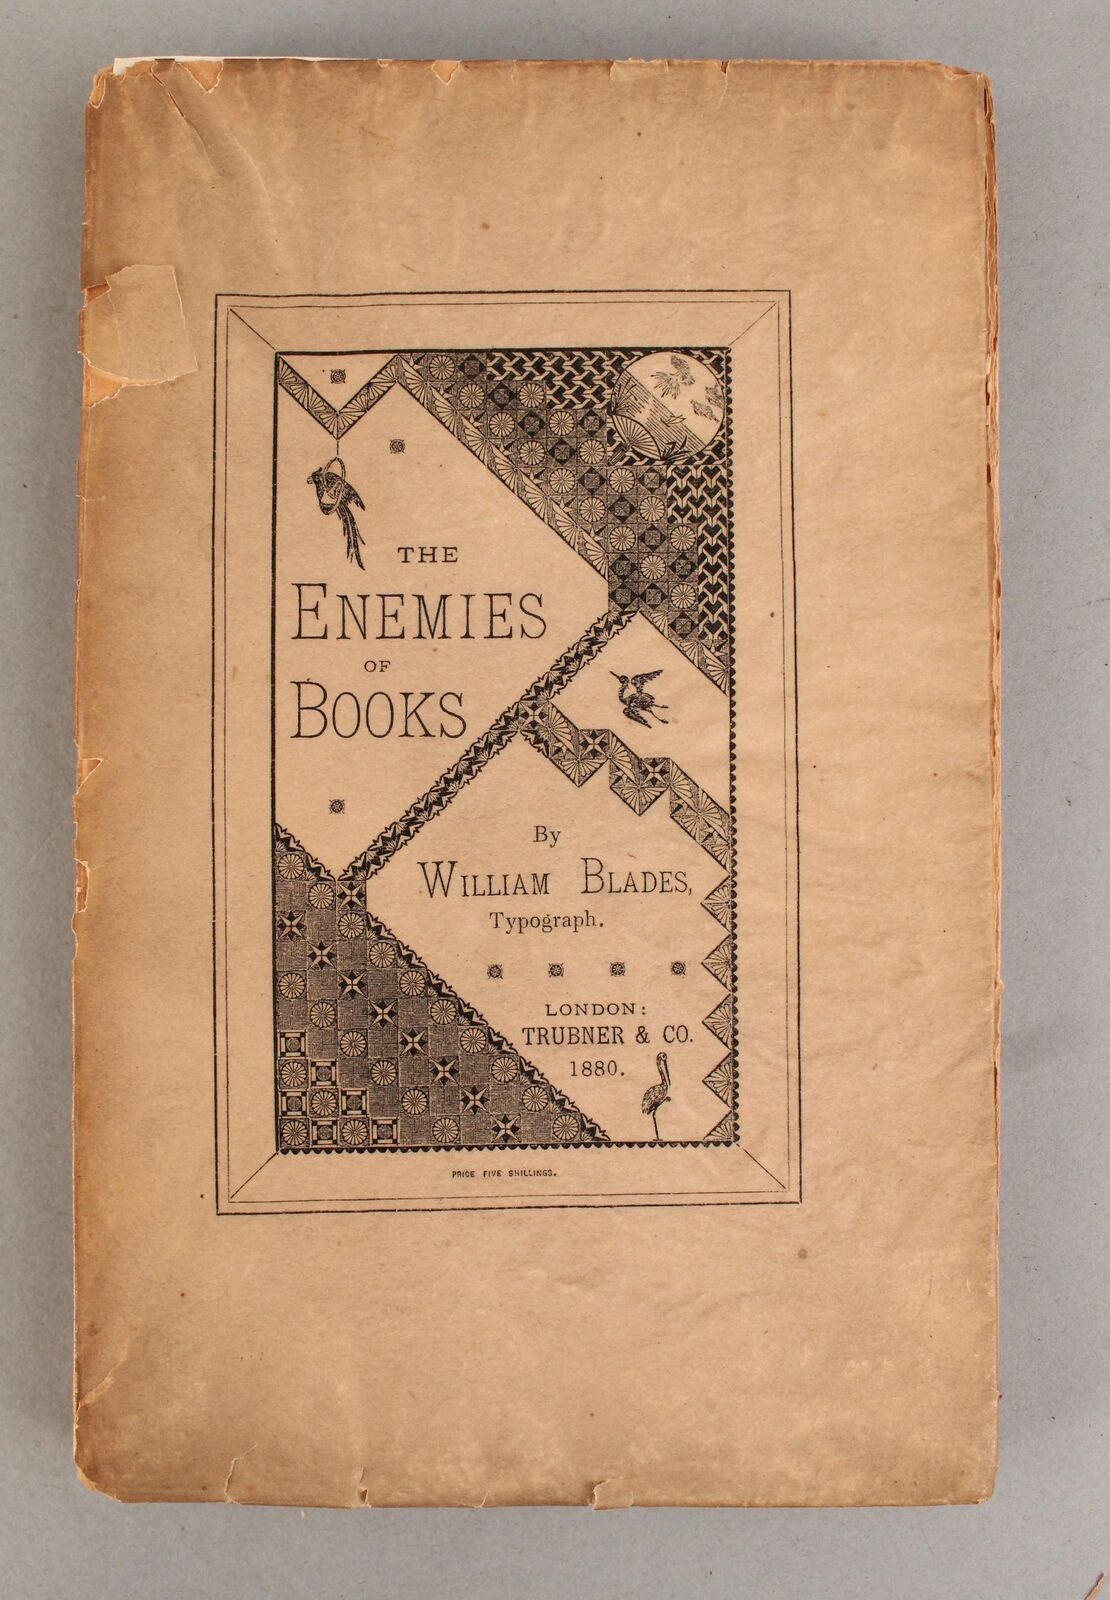 THE
ENEMIES
OF
BOOKS
By
WILLIAM BLADES,
Typograph.
LONDON:
TRUBNER & CO.
1880.
PRICE FIVE SHILLINGS.